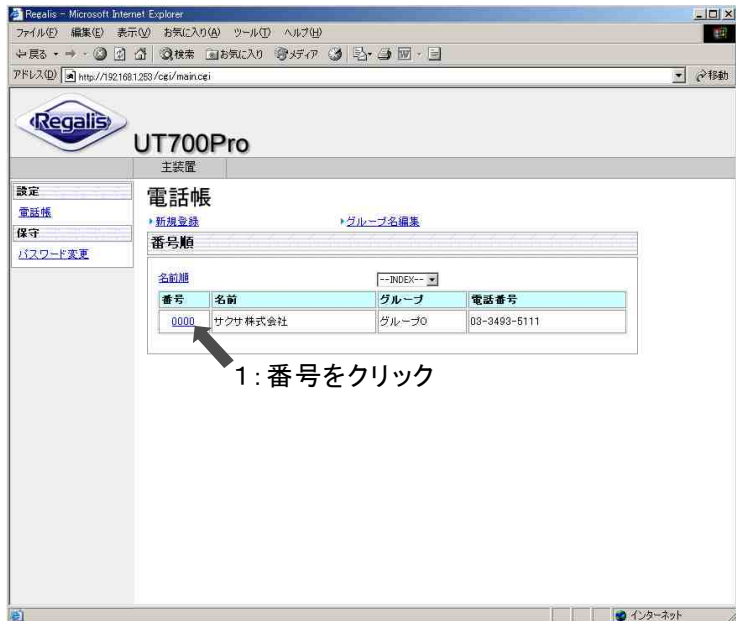 Regalis - Microsoft Internet Explorer
ファイル(F) 編集(E) 表示(V) お気に入り(A) ツール(T) ヘルプ(H)
戻る 検索 お気に入り メディア
アドレス(D) http://192.168.1.253/cgi/main.cgi 移動
Regalis
UT700Pro
主装置
設定
電話帳
保守
パスワード変更
電話帳
新規登録 グループ名編集
番号順
名前順 --INDEX--
番号 名前 グループ 電話番号
0000 サクサ株式会社 グループ0 03-3493-5111
1：番号をクリック
インターネット